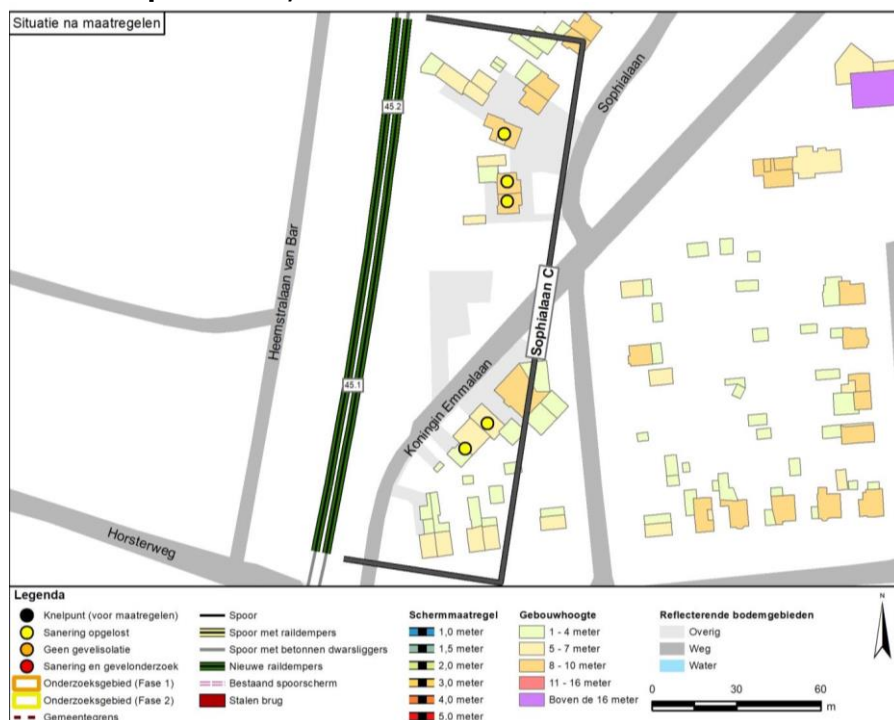 Situatie na maatregelen
45.2
Sophialaan
Heemstralaan van Bar
Sophialaan C
45.1
Koningin Emmalaan
Horsterweg
Legenda
Knelpunt (voor maatregelen)
Sanering opgelost
Geen gevelisolatie
Sanering en gevelonderzoek
Onderzoeksgebied (Fase 1)
Onderzoeksgebied (Fase 2)
Gemeentegrens
Spoor
Spoor met raildempers
Spoor met betonnen dwarsliggers
Nieuwe raildempers
Bestaand spoorscherm
Stalen brug
Schermmaatregel
1,0 meter
1,5 meter
2,0 meter
3,0 meter
4,0 meter
5,0 meter
Gebouwhoogte
1 - 4 meter
5 - 7 meter
8 - 10 meter
11 - 16 meter
Boven de 16 meter
Reflecterende bodemgebieden
Overig
Weg
Water
N
0 30 60
m